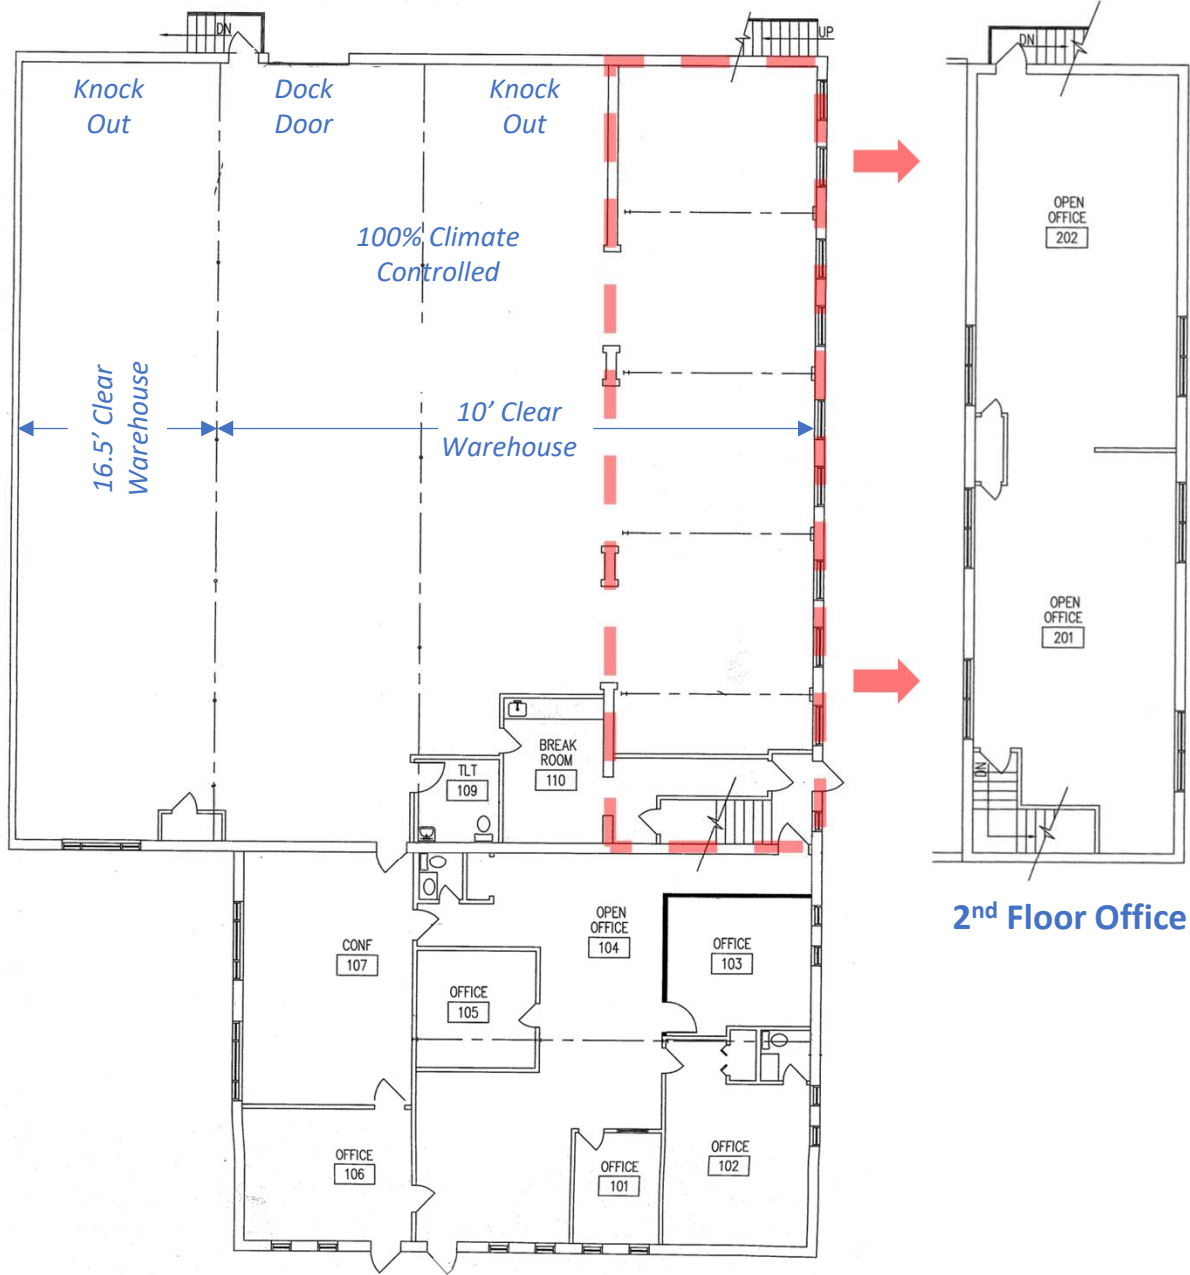 DN
UP
DN
Knock
Out
Dock
Door
Knock
Out
100% Climate
Controlled
OPEN
OFFICE
202
16.5’ Clear
Warehouse
10’ Clear
Warehouse
OPEN
OFFICE
201
BREAK
ROOM
110
TLT
109
DN
2nd Floor Office
OPEN
OFFICE
104
CONF
107
OFFICE
103
OFFICE
105
OFFICE
106
OFFICE
101
OFFICE
102